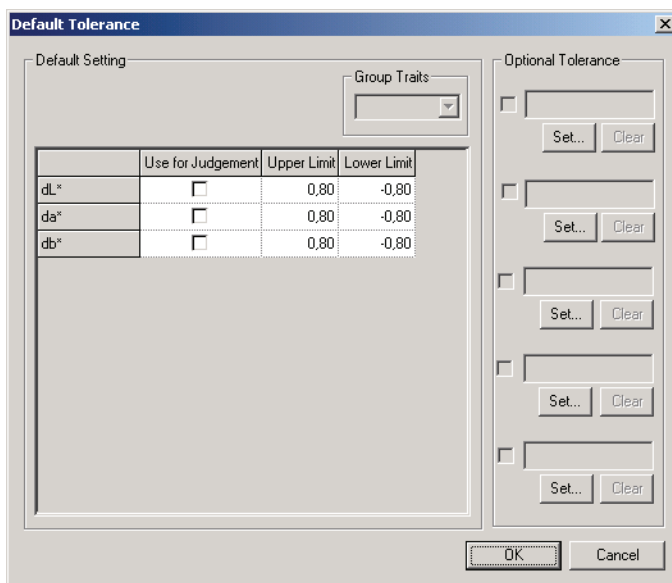 Default Tolerance
Default Setting
Group Traits
Use for Judgement Upper Limit Lower Limit
dL* 0,80 -0,80
da* 0,80 -0,80
db* 0,80 -0,80
Optional Tolerance
Set... Clear
Set... Clear
Set... Clear
Set... Clear
Set... Clear
OK Cancel